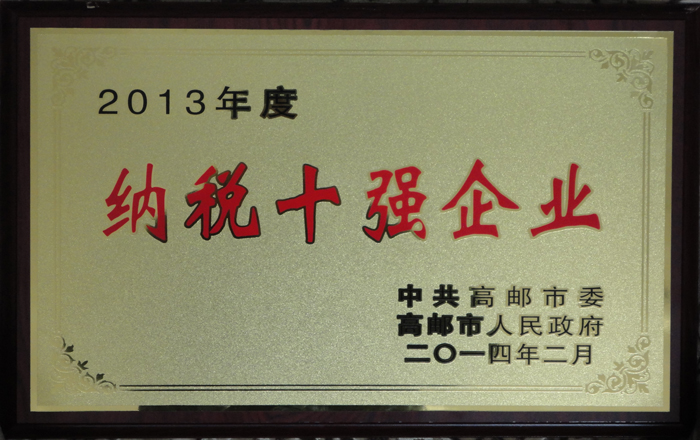 2013年度
纳税十强企业
中共高邮市委
高邮市人民政府
二〇一四年二月